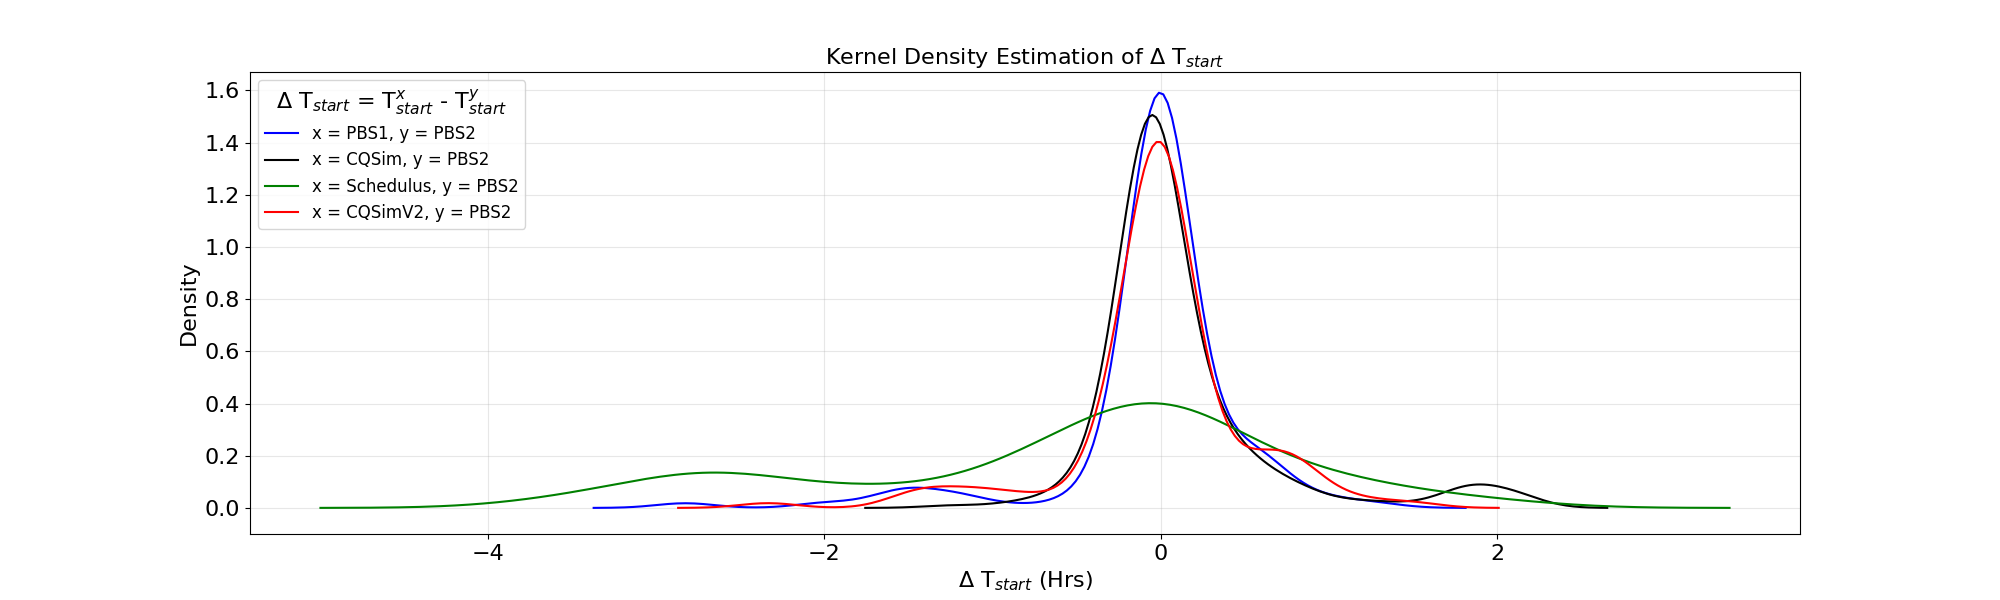 Kernel Density Estimation of Δ T_start
Δ T_start = T^x_start - T^y_start
x = PBS1, y = PBS2
x = CQSim, y = PBS2
x = Schedulus, y = PBS2
x = CQSimV2, y = PBS2
Density
1.6
1.4
1.2
1.0
0.8
0.6
0.4
0.2
0.0
−4 −2 0 2
Δ T_start (Hrs)